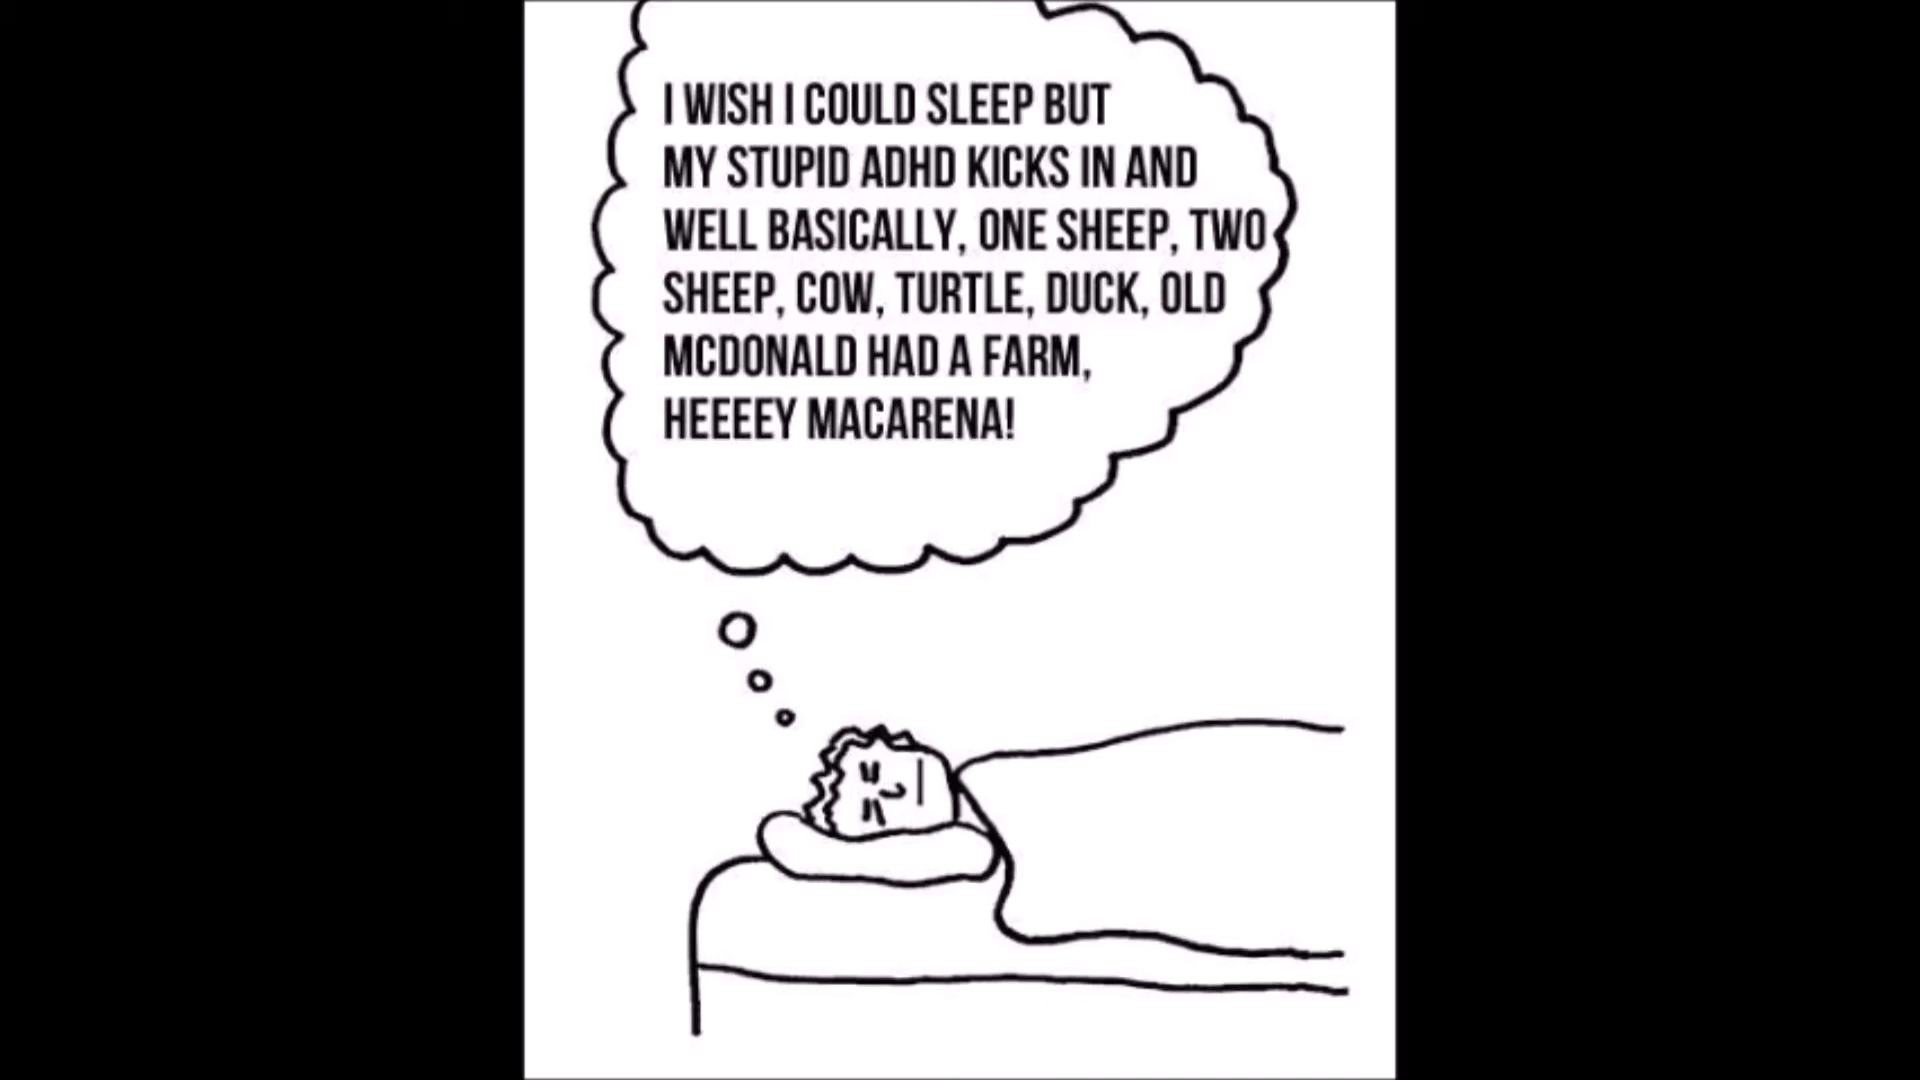 I WISH I COULD SLEEP BUT
MY STUPID ADHD KICKS IN AND
WELL BASICALLY, ONE SHEEP, TWO
SHEEP, COW, TURTLE, DUCK, OLD
MCDONALD HAD A FARM,
HEEEEY MACARENA!